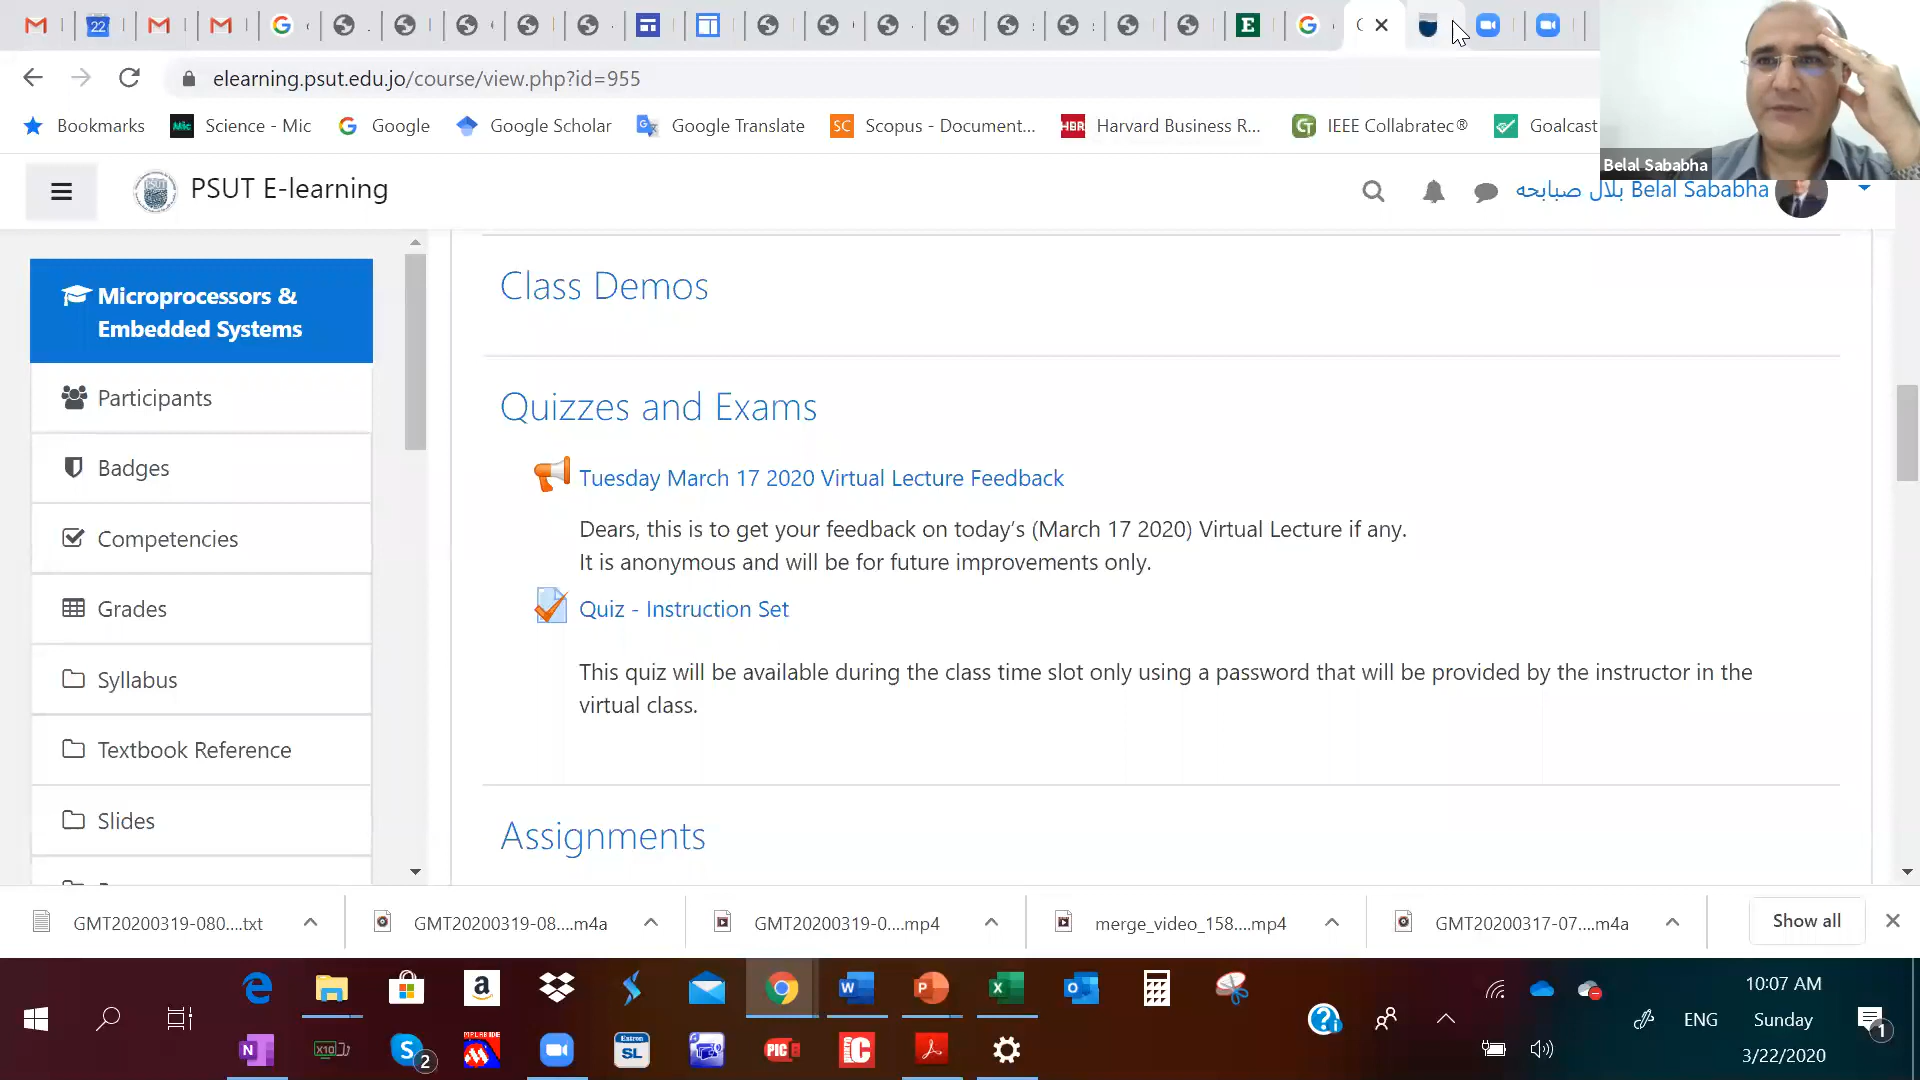 22
elearning.psut.edu.jo/course/view.php?id=955
Bookmarks
Science - Mic
Google
Google Scholar
Google Translate
SC
Scopus - Document...
HBR
Harvard Business R...
IEEE Collabratec®
Goalcast
Belal Sababha
PSUT E-learning
Belal Sababha بلال صبابحه
Microprocessors &
Embedded Systems
Participants
Badges
Competencies
Grades
Syllabus
Textbook Reference
Slides
Class Demos
Quizzes and Exams
Tuesday March 17 2020 Virtual Lecture Feedback
Dears, this is to get your feedback on today's (March 17 2020) Virtual Lecture if any.
It is anonymous and will be for future improvements only.
Quiz - Instruction Set
This quiz will be available during the class time slot only using a password that will be provided by the instructor in the
virtual class.
Assignments
GMT20200319-080....txt
GMT20200319-08....m4a
GMT20200319-0....mp4
merge_video_158....mp4
GMT20200317-07....m4a
Show all
10:07 AM
ENG
Sunday
1
3/22/2020
2
SL
PIC